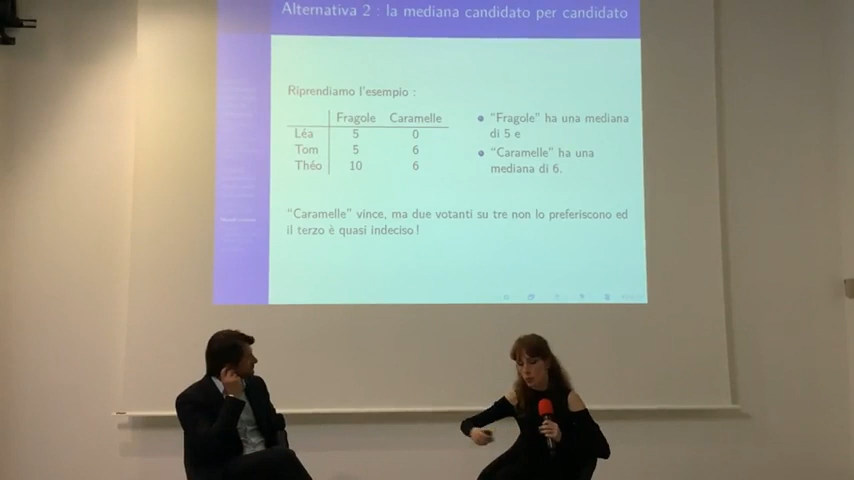 Alternativa 2 : la mediana candidato per candidato
Riprendiamo l'esempio :
Fragole Caramelle
Léa 5 0
Tom 5 6
Théo 10 6
"Fragole" ha una mediana
di 5 e
"Caramelle" ha una
mediana di 6.
"Caramelle" vince, ma due votanti su tre non lo preferiscono ed
il terzo è quasi indeciso !